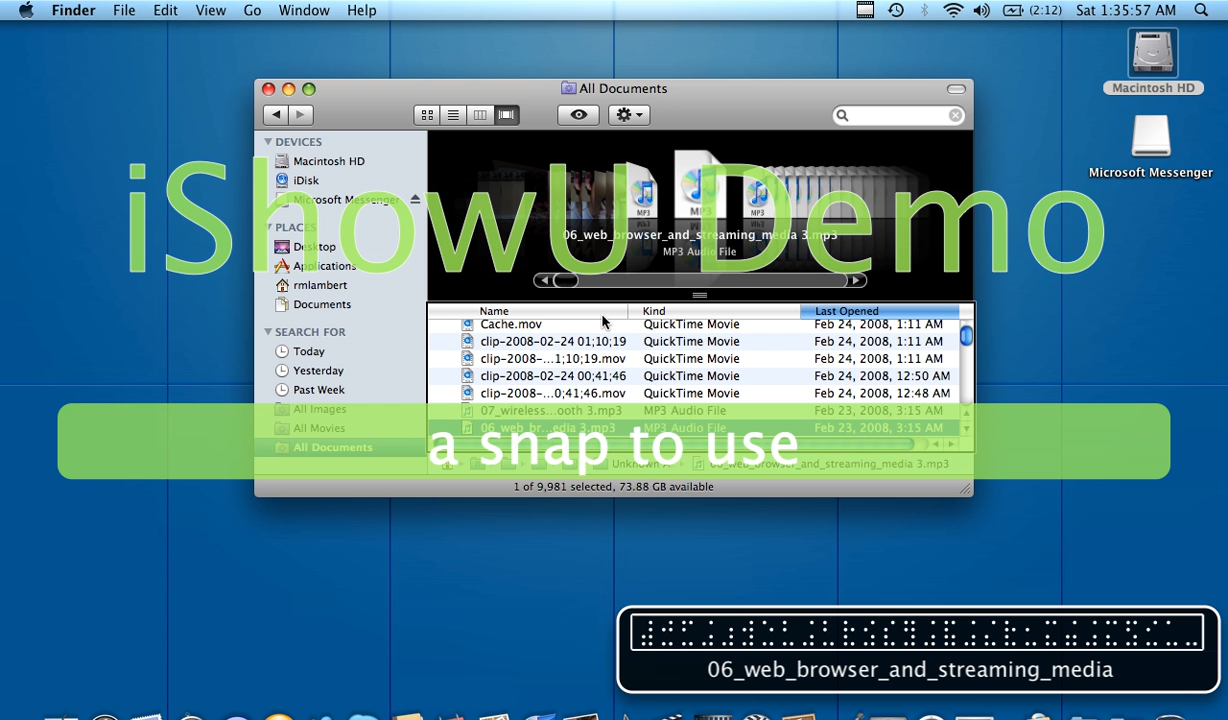 Finder File Edit View Go Window Help (2:12) Sat 1:35:57 AM
Macintosh HD
Microsoft Messenger
All Documents
DEVICES
Macintosh HD
iDisk
Microsoft Messenger
PLACES
Desktop
Applications
rmlambert
Documents
SEARCH FOR
Today
Yesterday
Past Week
All Images
All Movies
All Documents
iShowU Demo
MP3 MP3 MP3
06_web_browser_and_streaming_media 3.mp3
MP3 Audio File
Name Kind Last Opened
Cache.mov QuickTime Movie Feb 24, 2008, 1:11 AM
clip-2008-02-24 01;10;19 QuickTime Movie Feb 24, 2008, 1:11 AM
clip-2008-...1;10;19.mov QuickTime Movie Feb 24, 2008, 1:11 AM
clip-2008-02-24 00;41;46 QuickTime Movie Feb 24, 2008, 12:50 AM
clip-2008-...0;41;46.mov QuickTime Movie Feb 24, 2008, 12:48 AM
07_wireless...ooth 3.mp3 MP3 Audio File Feb 23, 2008, 3:15 AM
06_web_br...edia 3.mp3 MP3 Audio File Feb 23, 2008, 3:15 AM
a snap to use
06_web_browser_and_streaming_media 3.mp3
1 of 9,981 selected, 73.88 GB available
06_web_browser_and_streaming_media